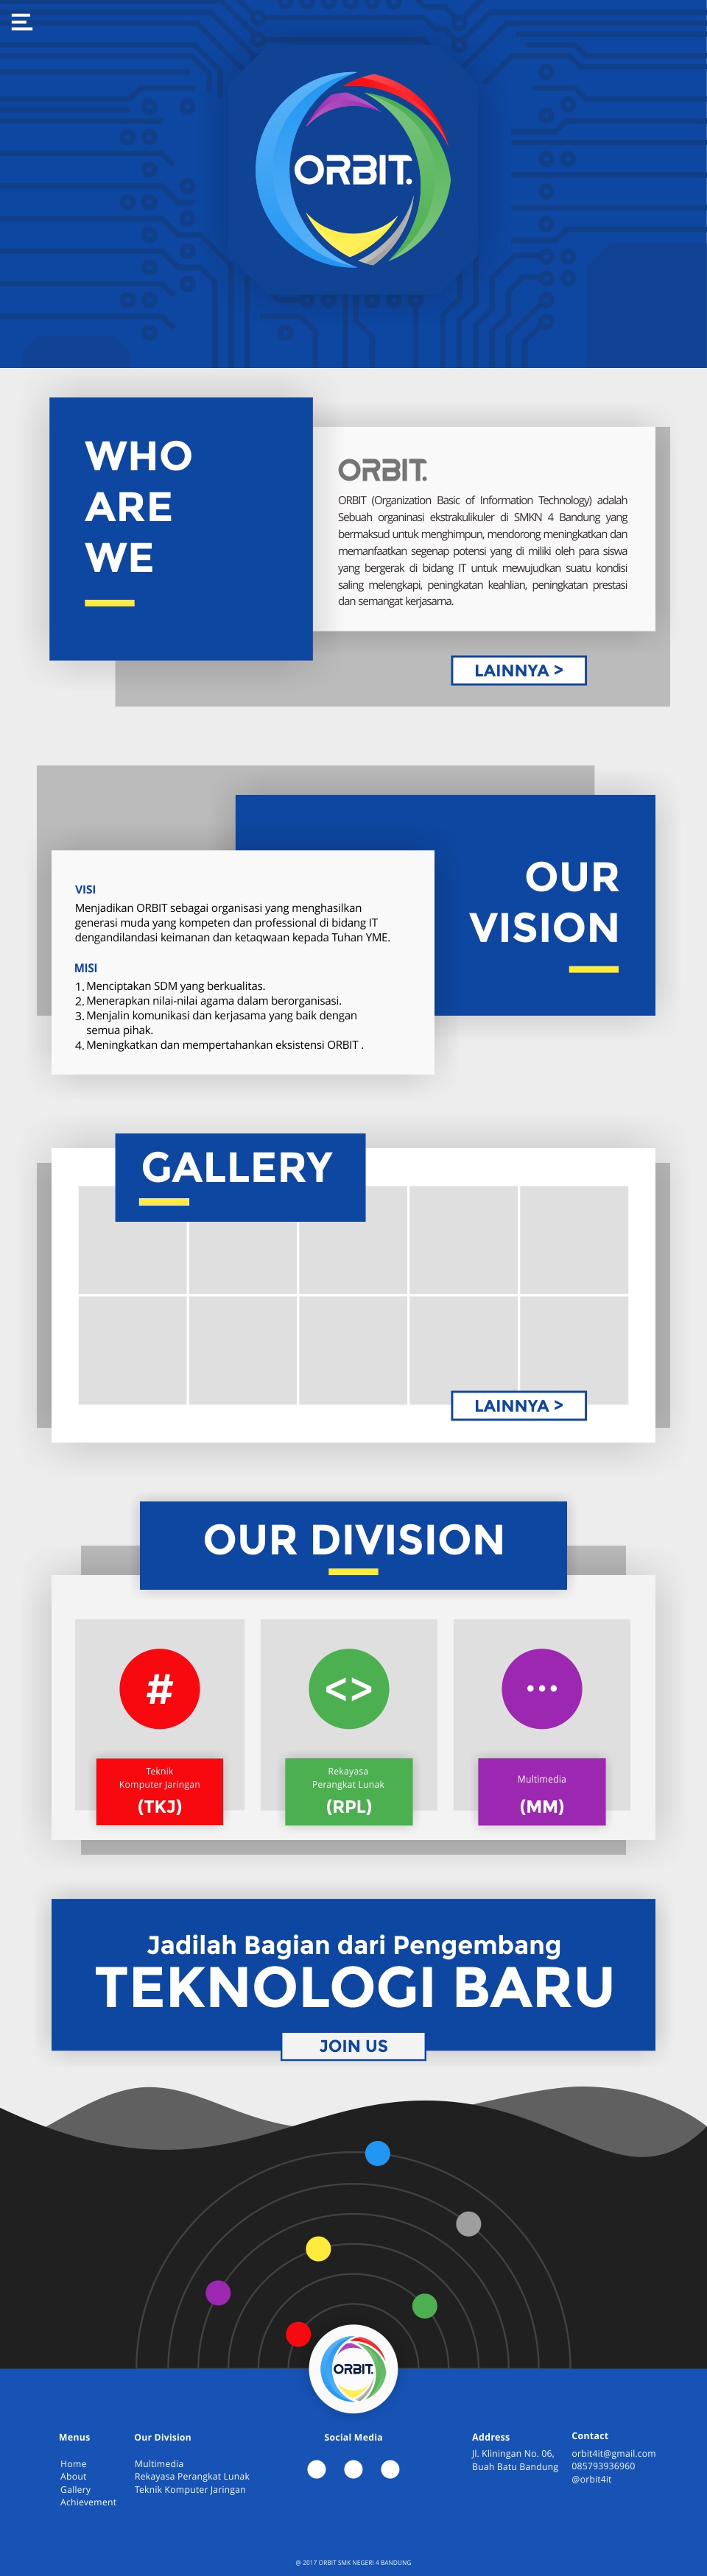 ORBIT.
WHO
ARE
WE
ORBIT.
ORBIT (Organization Basic of Information Technology) adalah
Sebuah organinasi ekstrakulikuler di SMKN 4 Bandung yang
bermaksud untuk menghimpun, mendorong meningkatkan dan
memanfaatkan segenap potensi yang di miliki oleh para siswa
yang bergerak di bidang IT untuk mewujudkan suatu kondisi
saling melengkapi, peningkatan keahlian, peningkatan prestasi
dan semangat kerjasama.
LAINNYA >
OUR
VISION
VISI
Menjadikan ORBIT sebagai organisasi yang menghasilkan
generasi muda yang kompeten dan professional di bidang IT
dengandilandasi keimanan dan ketaqwaan kepada Tuhan YME.
MISI
1. Menciptakan SDM yang berkualitas.
2. Menerapkan nilai-nilai agama dalam berorganisasi.
3. Menjalin komunikasi dan kerjasama yang baik dengan
semua pihak.
4. Meningkatkan dan mempertahankan eksistensi ORBIT .
GALLERY
LAINNYA >
OUR DIVISION
#
<>
...
Teknik
Komputer Jaringan
(TKJ)
Rekayasa
Perangkat Lunak
(RPL)
Multimedia
(MM)
Jadilah Bagian dari Pengembang
TEKNOLOGI BARU
JOIN US
ORBIT.
Menus
Home
About
Gallery
Achievement
Our Division
Multimedia
Rekayasa Perangkat Lunak
Teknik Komputer Jaringan
Social Media
Address
Jl. Kliningan No. 06,
Buah Batu Bandung
Contact
orbit4it@gmail.com
085793936960
@orbit4it
@ 2017 ORBIT SMK NEGERI 4 BANDUNG